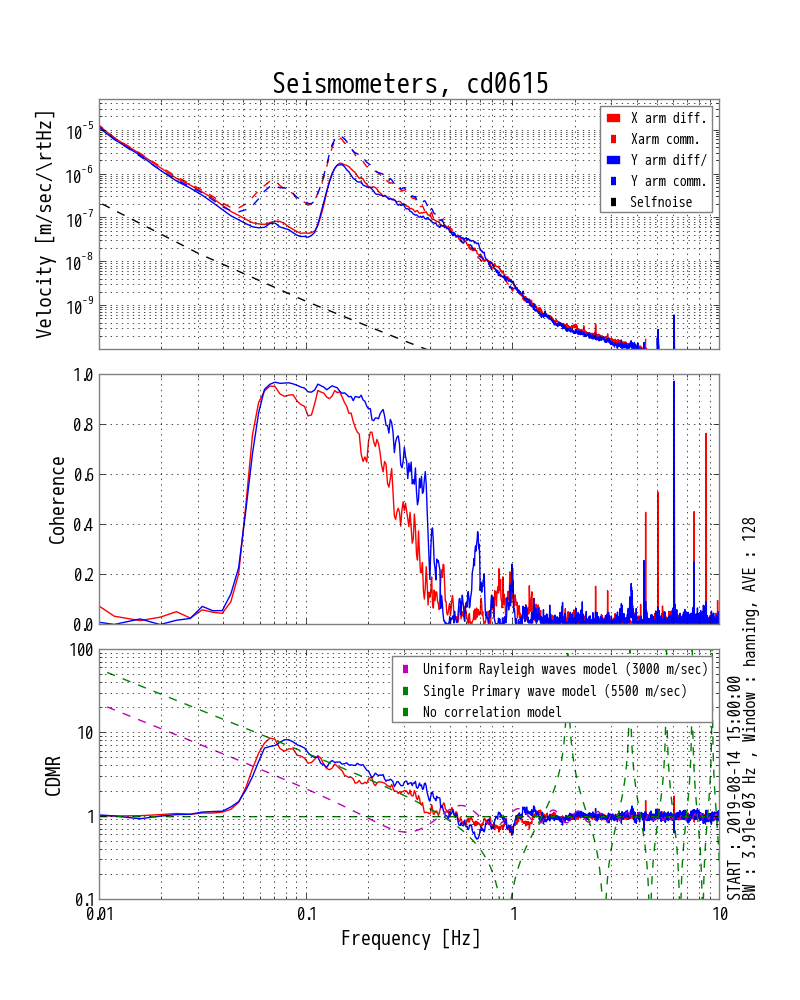 Seismometers, cd0615
Velocity [m/sec/\rtHz]
10^-5
10^-6
10^-7
10^-8
10^-9
X arm diff.
Xarm comm.
Y arm diff/
Y arm comm.
Selfnoise
Coherence
1.0
0.8
0.6
0.4
0.2
0.0
CDMR
100
10
1
0.1
Uniform Rayleigh waves model (3000 m/sec)
Single Primary wave model (5500 m/sec)
No correlation model
0.01
0.1
1
10
Frequency [Hz]
START : 2019-08-14 15:00:00
BW : 3.91e-03 Hz , Window : hanning, AVE : 128